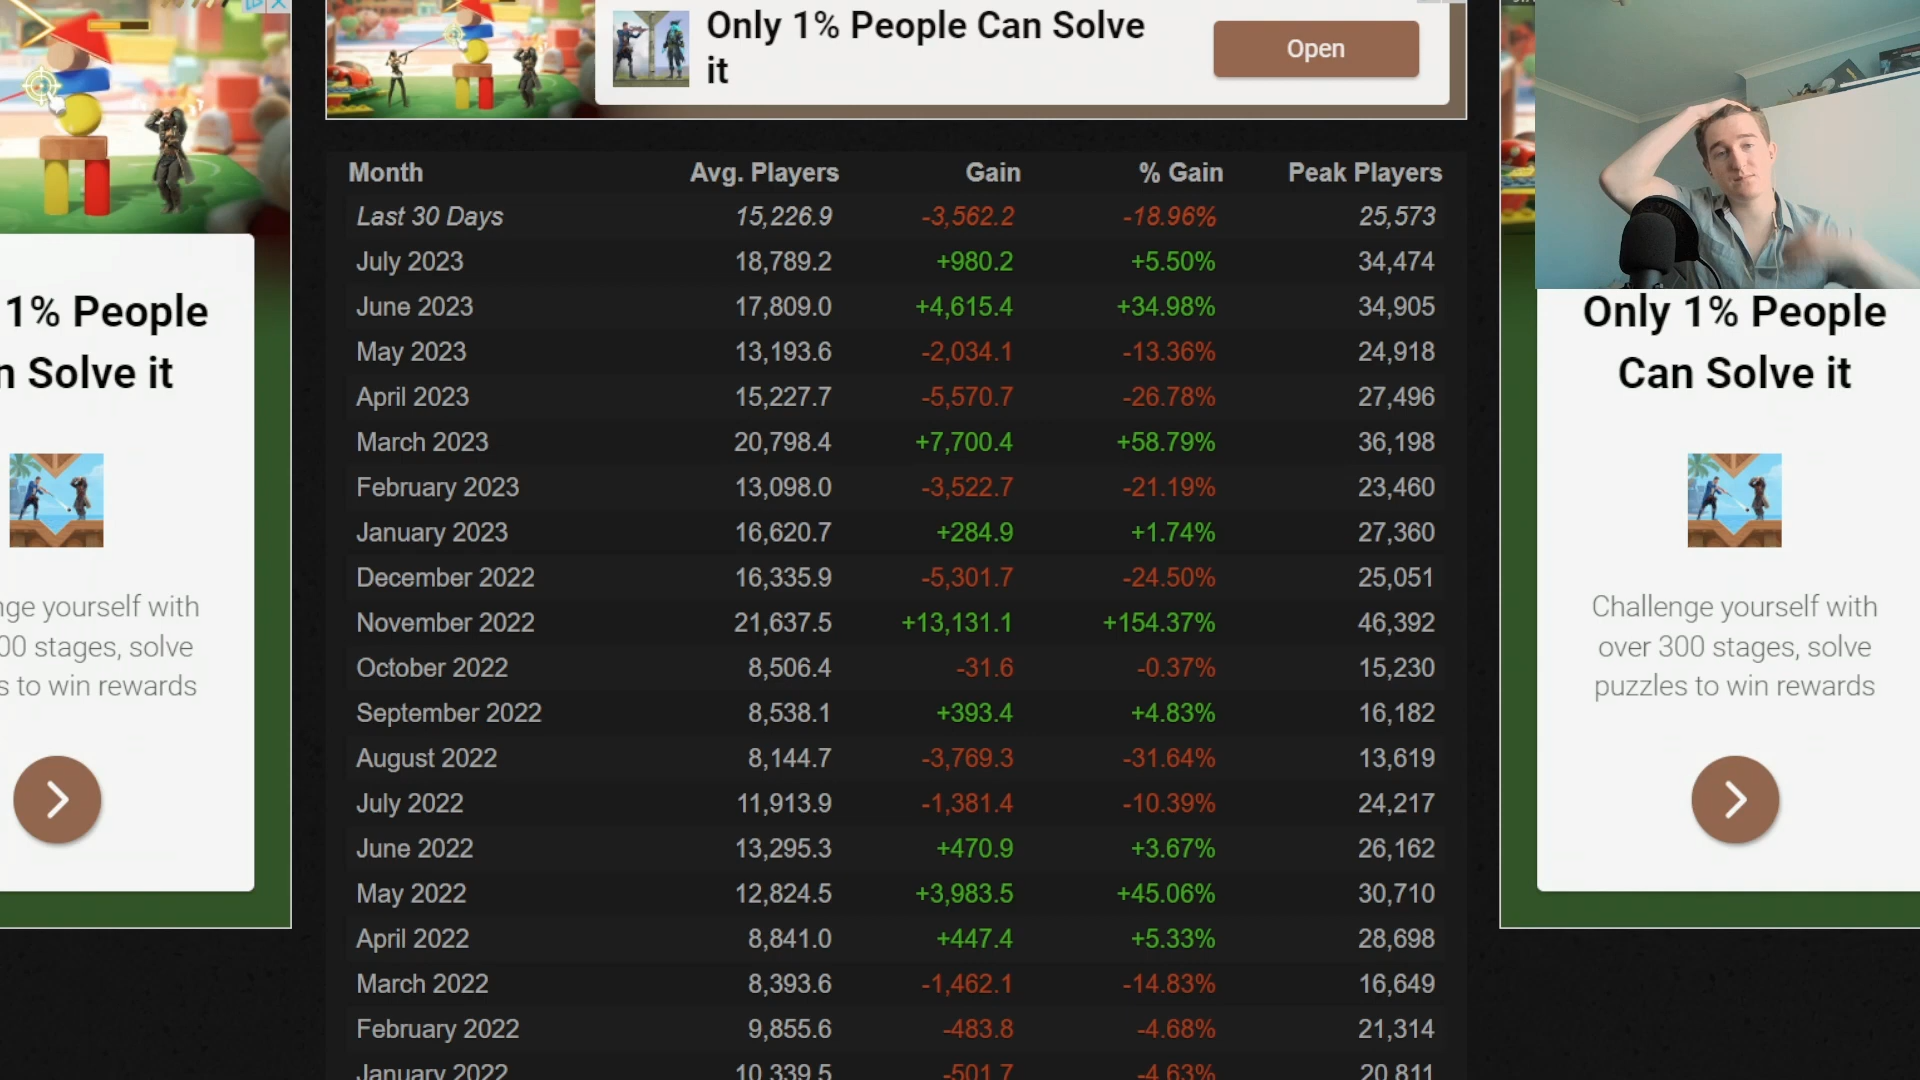 Only 1% People Can Solve
it
Open
Month Avg. Players Gain % Gain Peak Players
Last 30 Days 15,226.9 -3,562.2 -18.96% 25,573
July 2023 18,789.2 +980.2 +5.50% 34,474
June 2023 17,809.0 +4,615.4 +34.98% 34,905
May 2023 13,193.6 -2,034.1 -13.36% 24,918
April 2023 15,227.7 -5,570.7 -26.78% 27,496
March 2023 20,798.4 +7,700.4 +58.79% 36,198
February 2023 13,098.0 -3,522.7 -21.19% 23,460
January 2023 16,620.7 +284.9 +1.74% 27,360
December 2022 16,335.9 -5,301.7 -24.50% 25,051
November 2022 21,637.5 +13,131.1 +154.37% 46,392
October 2022 8,506.4 -31.6 -0.37% 15,230
September 2022 8,538.1 +393.4 +4.83% 16,182
August 2022 8,144.7 -3,769.3 -31.64% 13,619
July 2022 11,913.9 -1,381.4 -10.39% 24,217
June 2022 13,295.3 +470.9 +3.67% 26,162
May 2022 12,824.5 +3,983.5 +45.06% 30,710
April 2022 8,841.0 +447.4 +5.33% 28,698
March 2022 8,393.6 -1,462.1 -14.83% 16,649
February 2022 9,855.6 -483.8 -4.68% 21,314
January 2022 10,339.5 -501.7 -4.63% 20,811
1% People
n Solve it
nge yourself with
00 stages, solve
s to win rewards
Only 1% People
Can Solve it
Challenge yourself with
over 300 stages, solve
puzzles to win rewards